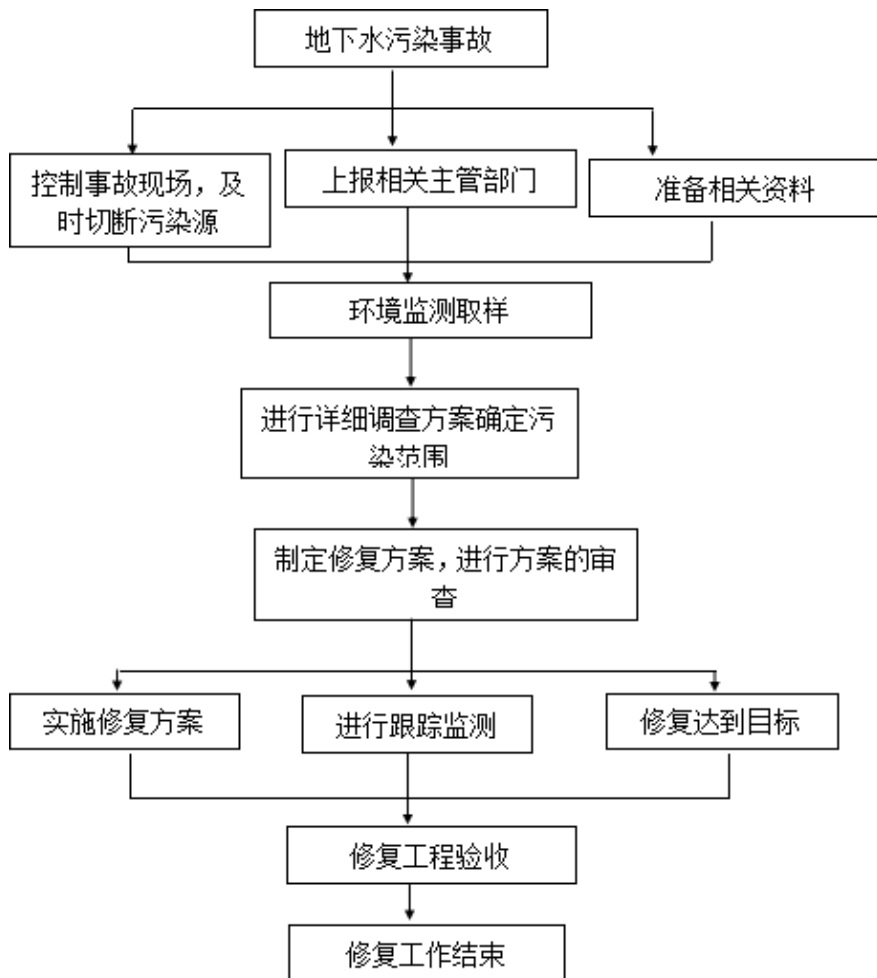 地下水污染事故
控制事故现场，及
时切断污染源
上报相关主管部门
准备相关资料
环境监测取样
进行详细调查方案确定污
染范围
制定修复方案，进行方案的审
查
实施修复方案
进行跟踪监测
修复达到目标
修复工程验收
修复工作结束